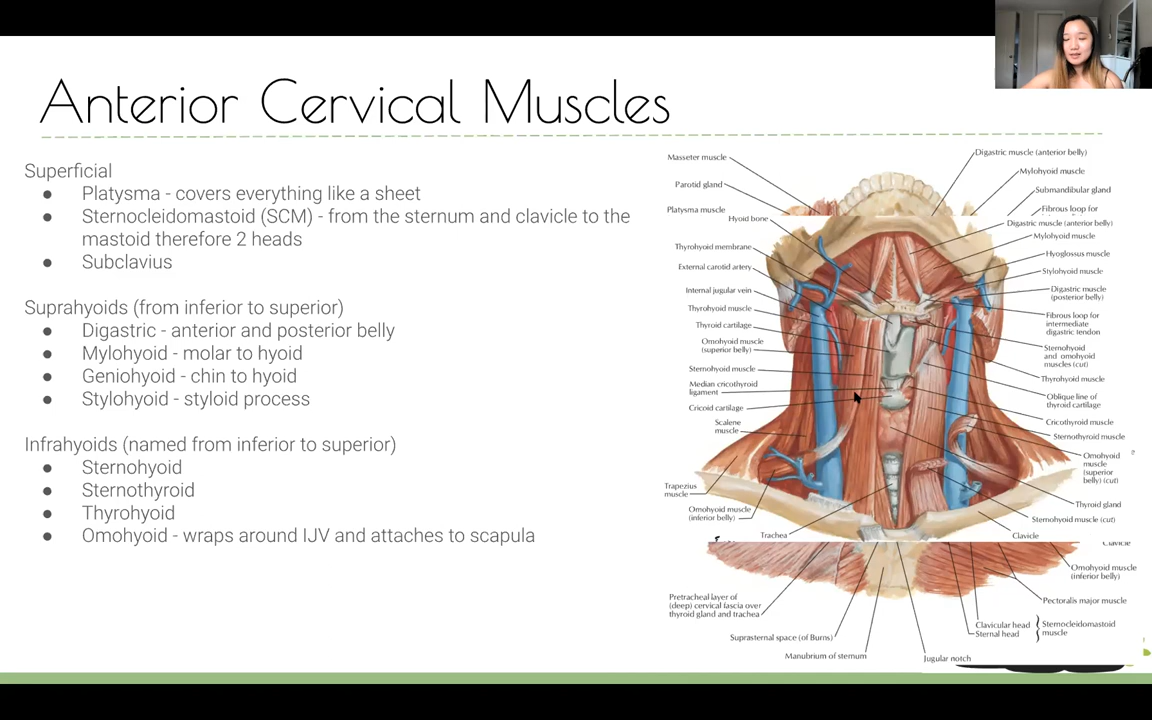 Anterior Cervical Muscles
Superficial
● Platysma - covers everything like a sheet
● Sternocleidomastoid (SCM) - from the sternum and clavicle to the
mastoid therefore 2 heads
● Subclavius
Suprahyoids (from inferior to superior)
● Digastric - anterior and posterior belly
● Mylohyoid - molar to hyoid
● Geniohyoid - chin to hyoid
● Stylohyoid - styloid process
Infrahyoids (named from inferior to superior)
● Sternohyoid
● Sternothyroid
● Thyrohyoid
● Omohyoid - wraps around IJV and attaches to scapula
Masseter muscle
Parotid gland
Platysma muscle
Hyoid bone
Thyrohyoid membrane
External carotid artery
Internal jugular vein
Thyrohyoid muscle
Thyroid cartilage
Omohyoid muscle
(superior belly)
Sternohyoid muscle
Median cricothyroid
ligament
Cricoid cartilage
Scalene
muscle
Trapezius
muscle
Omohyoid muscle
(inferior belly)
Trachea
Pretracheal layer of
(deep) cervical fascia over
thyroid gland and trachea
Suprasternal space (of Burns)
Manubrium of sternum
Jugular notch
Digastric muscle (anterior belly)
Mylohyoid muscle
Submandibular gland
Fibrous loop for
Digastric muscle (anterior belly)
Mylohyoid muscle
Hyoglossus muscle
Stylohyoid muscle
Digastric muscle
(posterior belly)
Fibrous loop for
intermediate
digastric tendon
Sternohyoid
and omohyoid
muscles (cut)
Thyrohyoid muscle
Oblique line of
thyroid cartilage
Cricothyroid muscle
Sternothyroid muscle
Omohyoid
muscle
(superior
belly) (cut)
Thyroid gland
Sternohyoid muscle (cut)
Clavicle
Clavicle
Omohyoid muscle
(inferior belly)
Pectoralis major muscle
Clavicular head
Sternal head
Sternocleidomastoid
muscle